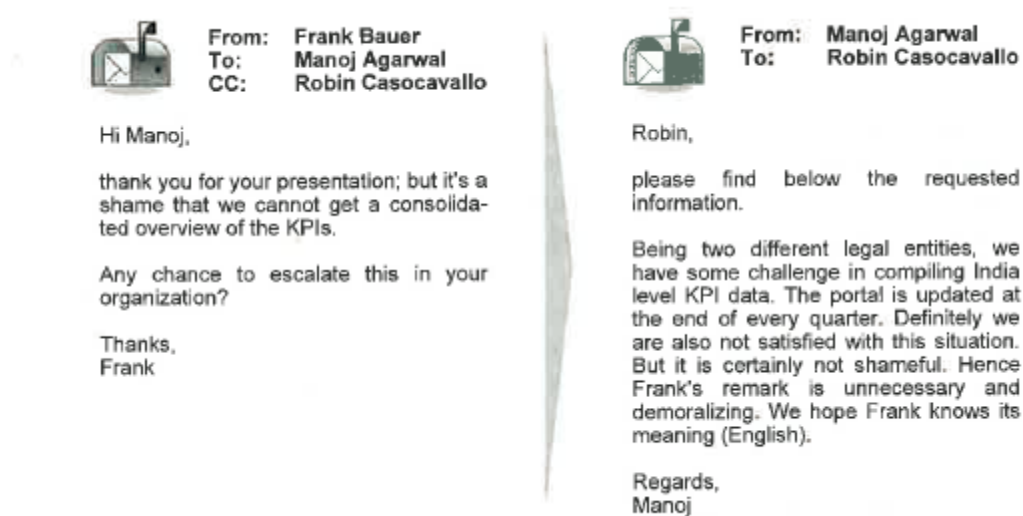 From: Frank Bauer
To: Manoj Agarwal
CC: Robin Casocavallo
Hi Manoj,
thank you for your presentation; but it's a
shame that we cannot get a consolida-
ted overview of the KPIs.
Any chance to escalate this in your
organization?
Thanks,
Frank
From: Manoj Agarwal
To: Robin Casocavallo
Robin,
please find below the requested
information.
Being two different legal entities, we
have some challenge in compiling India
level KPI data. The portal is updated at
the end of every quarter. Definitely we
are also not satisfied with this situation.
But it is certainly not shameful. Hence
Frank's remark is unnecessary and
demoralizing. We hope Frank knows its
meaning (English).
Regards,
Manoj